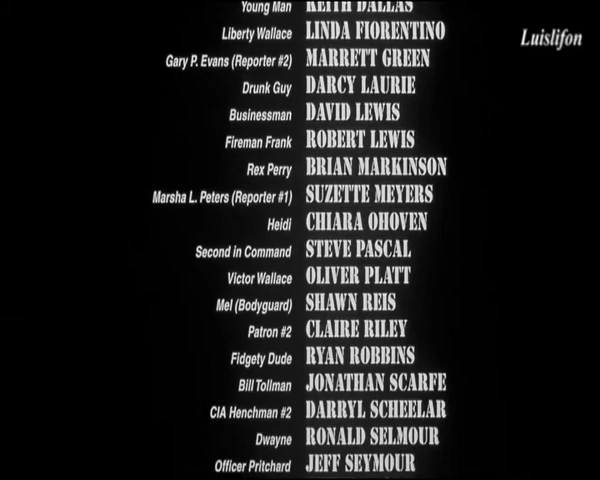 Young Man KEITH DALLAS
Liberty Wallace LINDA FIORENTINO
Luislifon
Gary P. Evans (Reporter #2) MARRETT GREEN
Drunk Guy DARCY LAURIE
Businessman DAVID LEWIS
Fireman Frank ROBERT LEWIS
Rex Perry BRIAN MARKINSON
Marsha L. Peters (Reporter #1) SUZETTE MEYERS
Heidi CHIARA OHOVEN
Second in Command STEVE PASCAL
Victor Wallace OLIVER PLATT
Mel (Bodyguard) SHAWN REIS
Patron #2 CLAIRE RILEY
Fidgety Dude RYAN ROBBINS
Bill Tollman JONATHAN SCARFE
CIA Henchman #2 DARRYL SCHEELAR
Dwayne RONALD SELMOUR
Officer Pritchard JEFF SEYMOUR